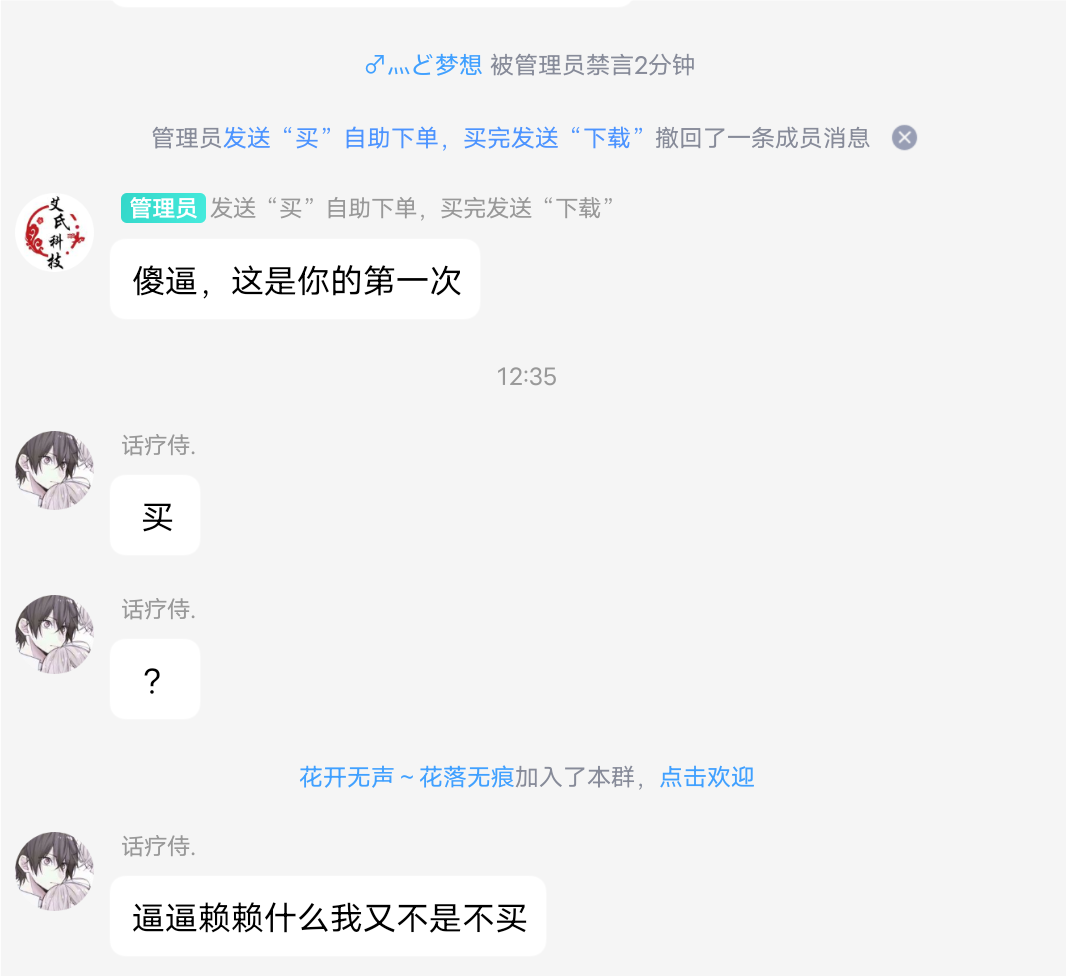 ♂灬ど梦想 被管理员禁言2分钟
管理员发送“买”自助下单，买完发送“下载”撤回了一条成员消息
艾氏科技
管理员 发送“买”自助下单，买完发送“下载”
傻逼，这是你的第一次
12:35
话疗侍.
买
话疗侍.
?
花开无声~花落无痕加入了本群，点击欢迎
话疗侍.
逼逼赖赖什么我又不是不买